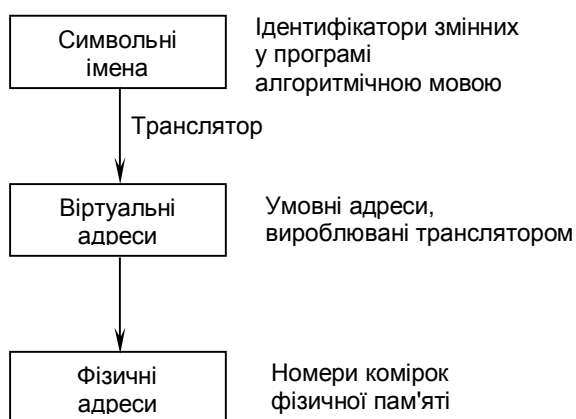 Символьні
імена
Ідентифікатори змінних
у програмі
алгоритмічною мовою
Транслятор
Віртуальні
адреси
Умовні адреси,
вироблювані транслятором
Фізичні
адреси
Номери комірок
фізичної пам'яті